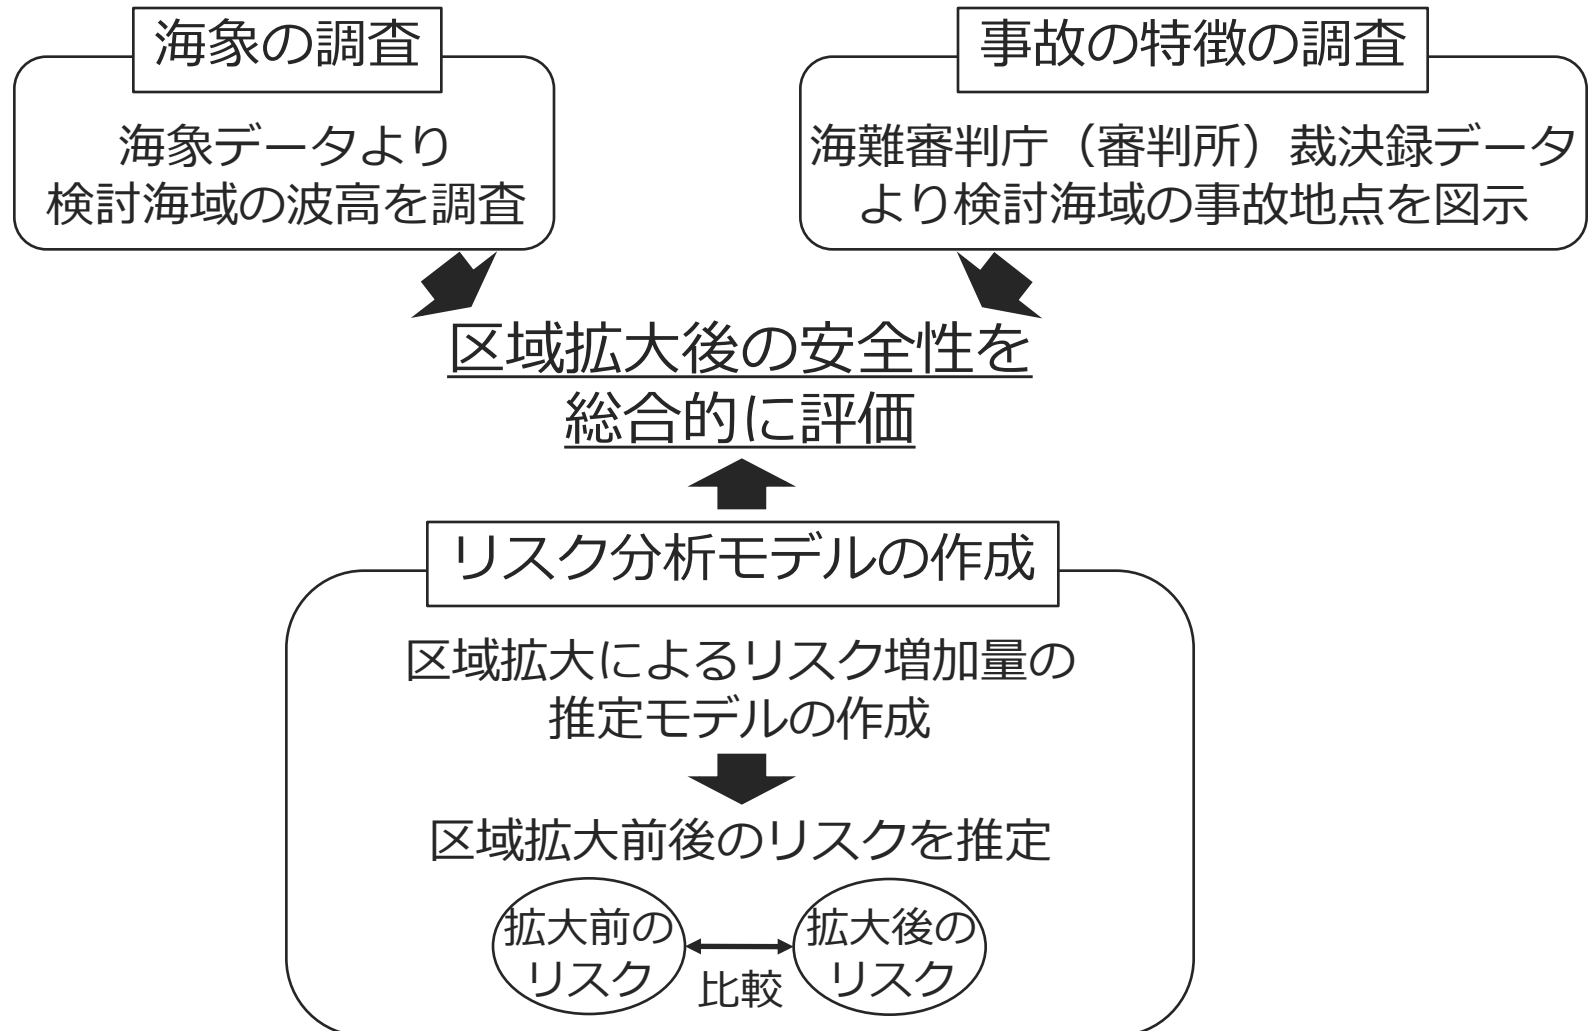 海象の調査
海象データより
検討海域の波高を調査
事故の特徴の調査
海難審判庁（審判所）裁決録データ
より検討海域の事故地点を図示
区域拡大後の安全性を
総合的に評価
リスク分析モデルの作成
区域拡大によるリスク増加量の
推定モデルの作成
区域拡大前後のリスクを推定
拡大前の
リスク
比較
拡大後の
リスク